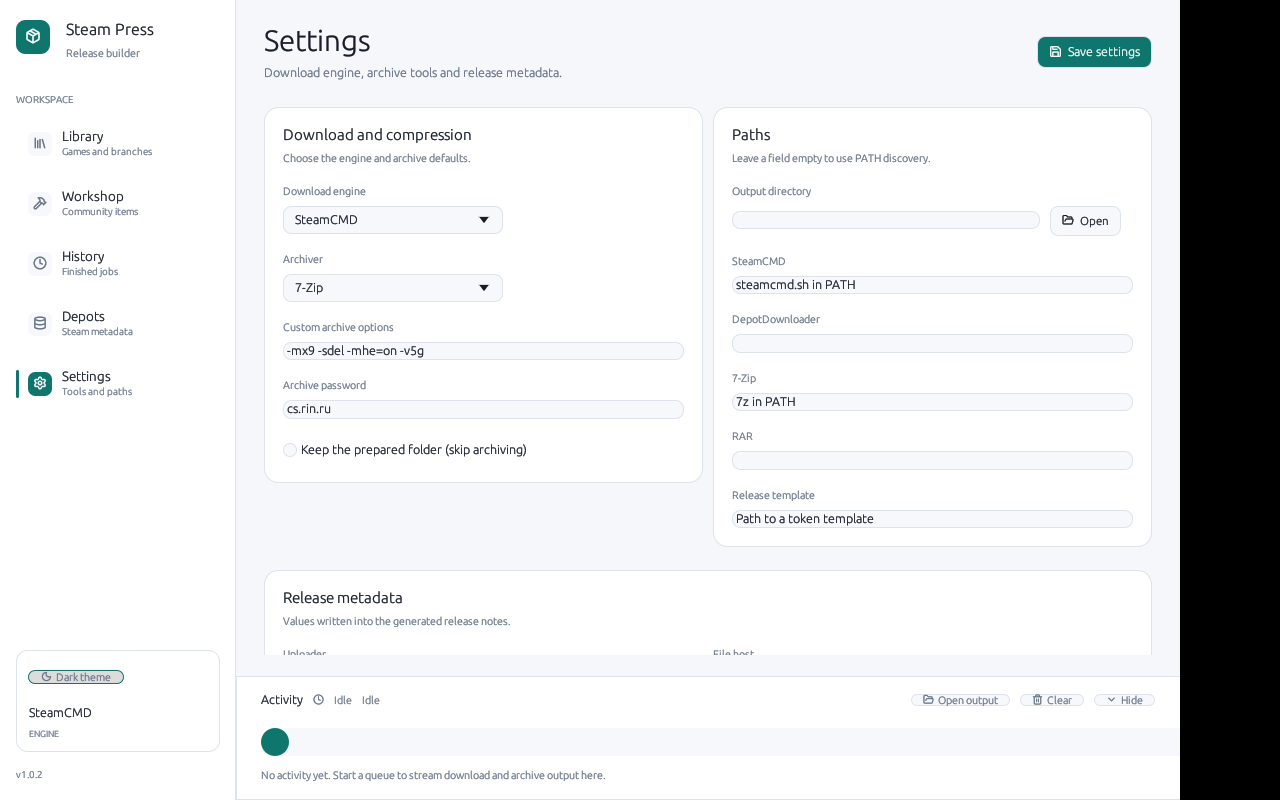 Steam Press
Release builder
WORKSPACE
Library
Games and branches
Workshop
Community items
History
Finished jobs
Depots
Steam metadata
Settings
Tools and paths
Dark theme
SteamCMD
ENGINE
v1.0.2
Settings
Download engine, archive tools and release metadata.
Save settings
Download and compression
Choose the engine and archive defaults.
Download engine
SteamCMD
Archiver
7-Zip
Custom archive options
-mx9 -sdel -mhe=on -v5g
Archive password
cs.rin.ru
Keep the prepared folder (skip archiving)
Paths
Leave a field empty to use PATH discovery.
Output directory
Open
SteamCMD
steamcmd.sh in PATH
DepotDownloader
7-Zip
7z in PATH
RAR
Release template
Path to a token template
Release metadata
Values written into the generated release notes.
Uploader
File host
Activity Idle Idle
Open output Clear Hide
No activity yet. Start a queue to stream download and archive output here.